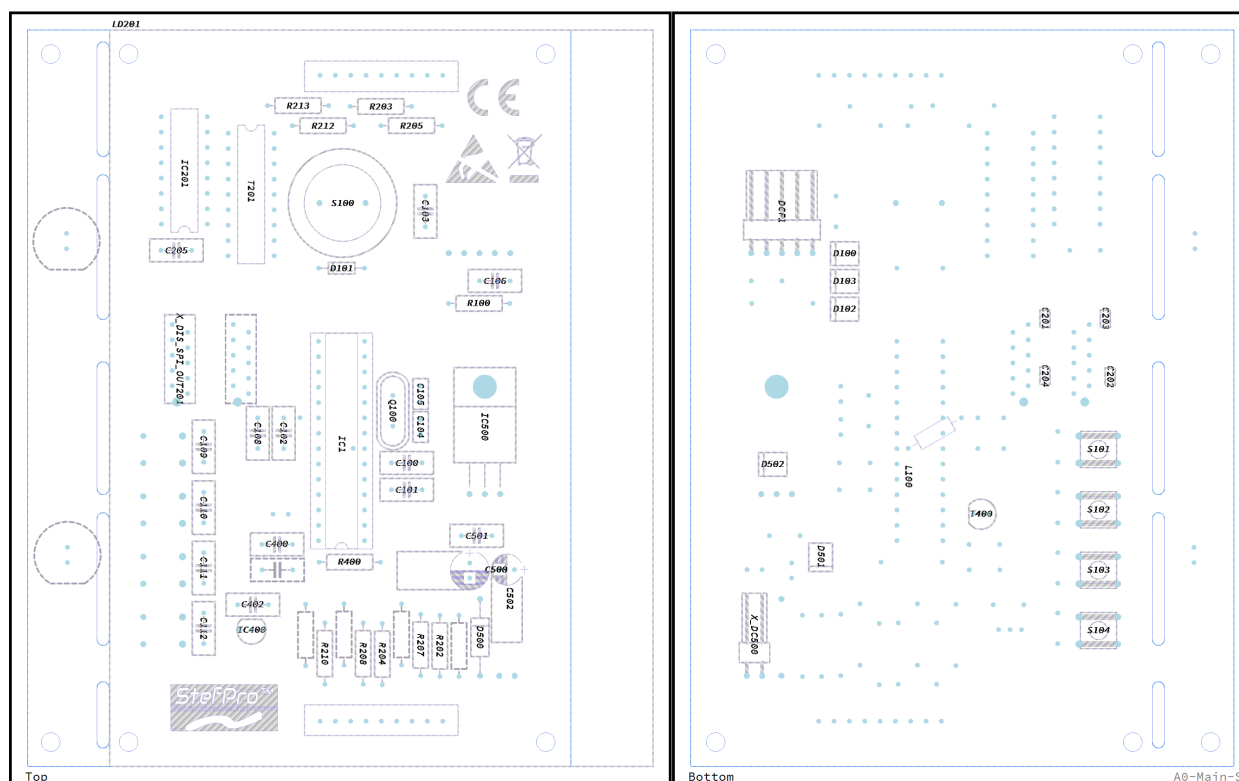 LD201
R213
R203
R212
R205
IC201
T201
S100
C103
C205
D101
C106
R100
X_DIS_SPI_OUT201
Q100
C105
C104
IC500
C109
C108
C102
IC1
C100
C101
C110
C501
C400
C111
R400
C500
C502
C402
IC400
C112
R210
R208
R204
R207
R202
D500
StefPro™
Top
DCF1
D100
D103
D102
C201
C203
C204
C202
S101
D502
L100
S102
T400
D501
S103
X_DC500
S104
Bottom
A0-Main-S